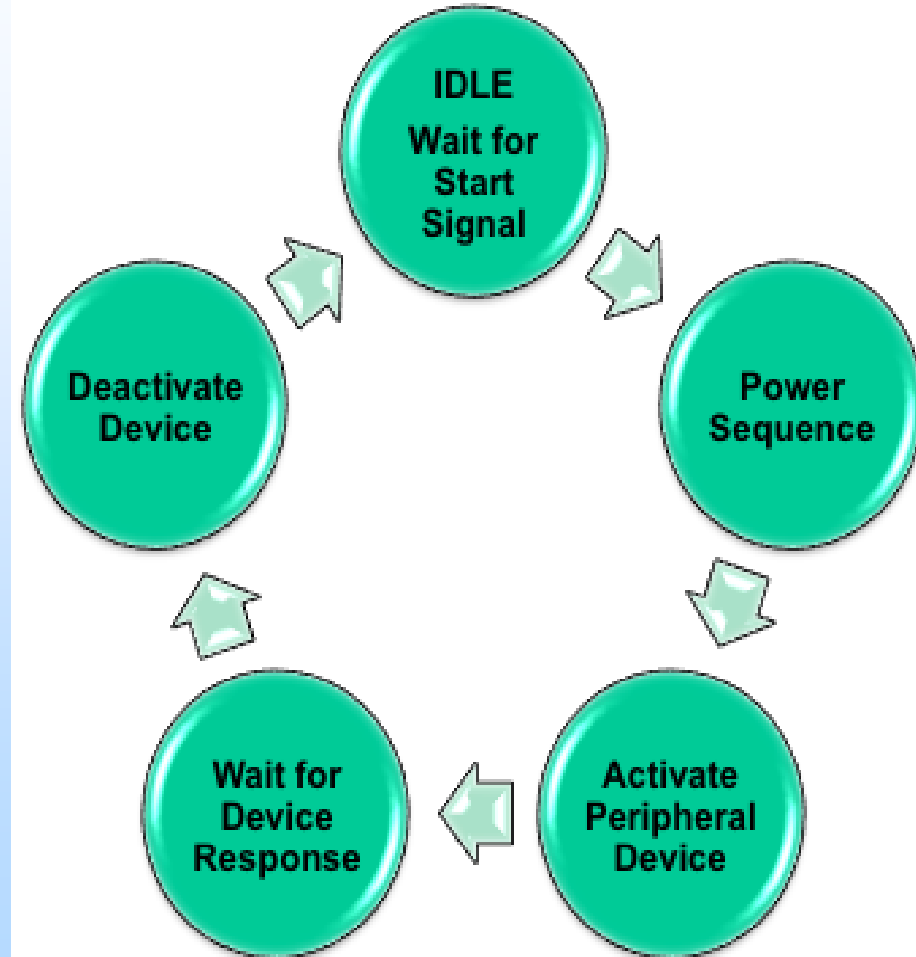 IDLE
Wait for
Start
Signal
Power
Sequence
Activate
Peripheral
Device
Wait for
Device
Response
Deactivate
Device